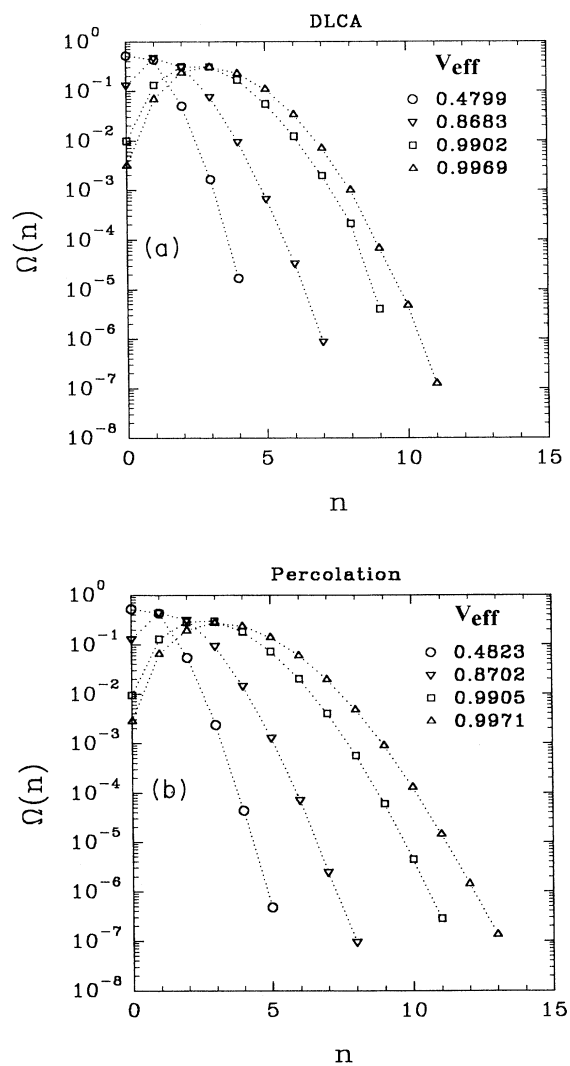 DLCA
10^0
10^-1
10^-2
10^-3
10^-4
10^-5
10^-6
10^-7
10^-8
Ω(n)
(a)
V_eff
0.4799
0.8683
0.9902
0.9969
0 5 10 15
n
Percolation
10^0
10^-1
10^-2
10^-3
10^-4
10^-5
10^-6
10^-7
10^-8
Ω(n)
(b)
V_eff
0.4823
0.8702
0.9905
0.9971
0 5 10 15
n